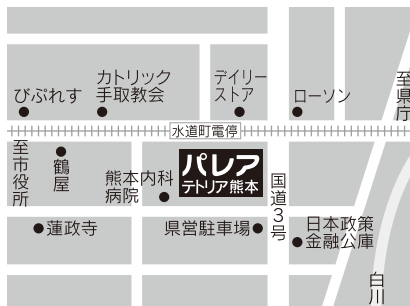 びぷれす
カトリック
手取教会
デイリー
ストア
ローソン
至県庁
水道町電停
至市役所
鶴屋
熊本内科
病院
パレア
テトリア熊本
国道3号
蓮政寺
県営駐車場
日本政策
金融公庫
白川